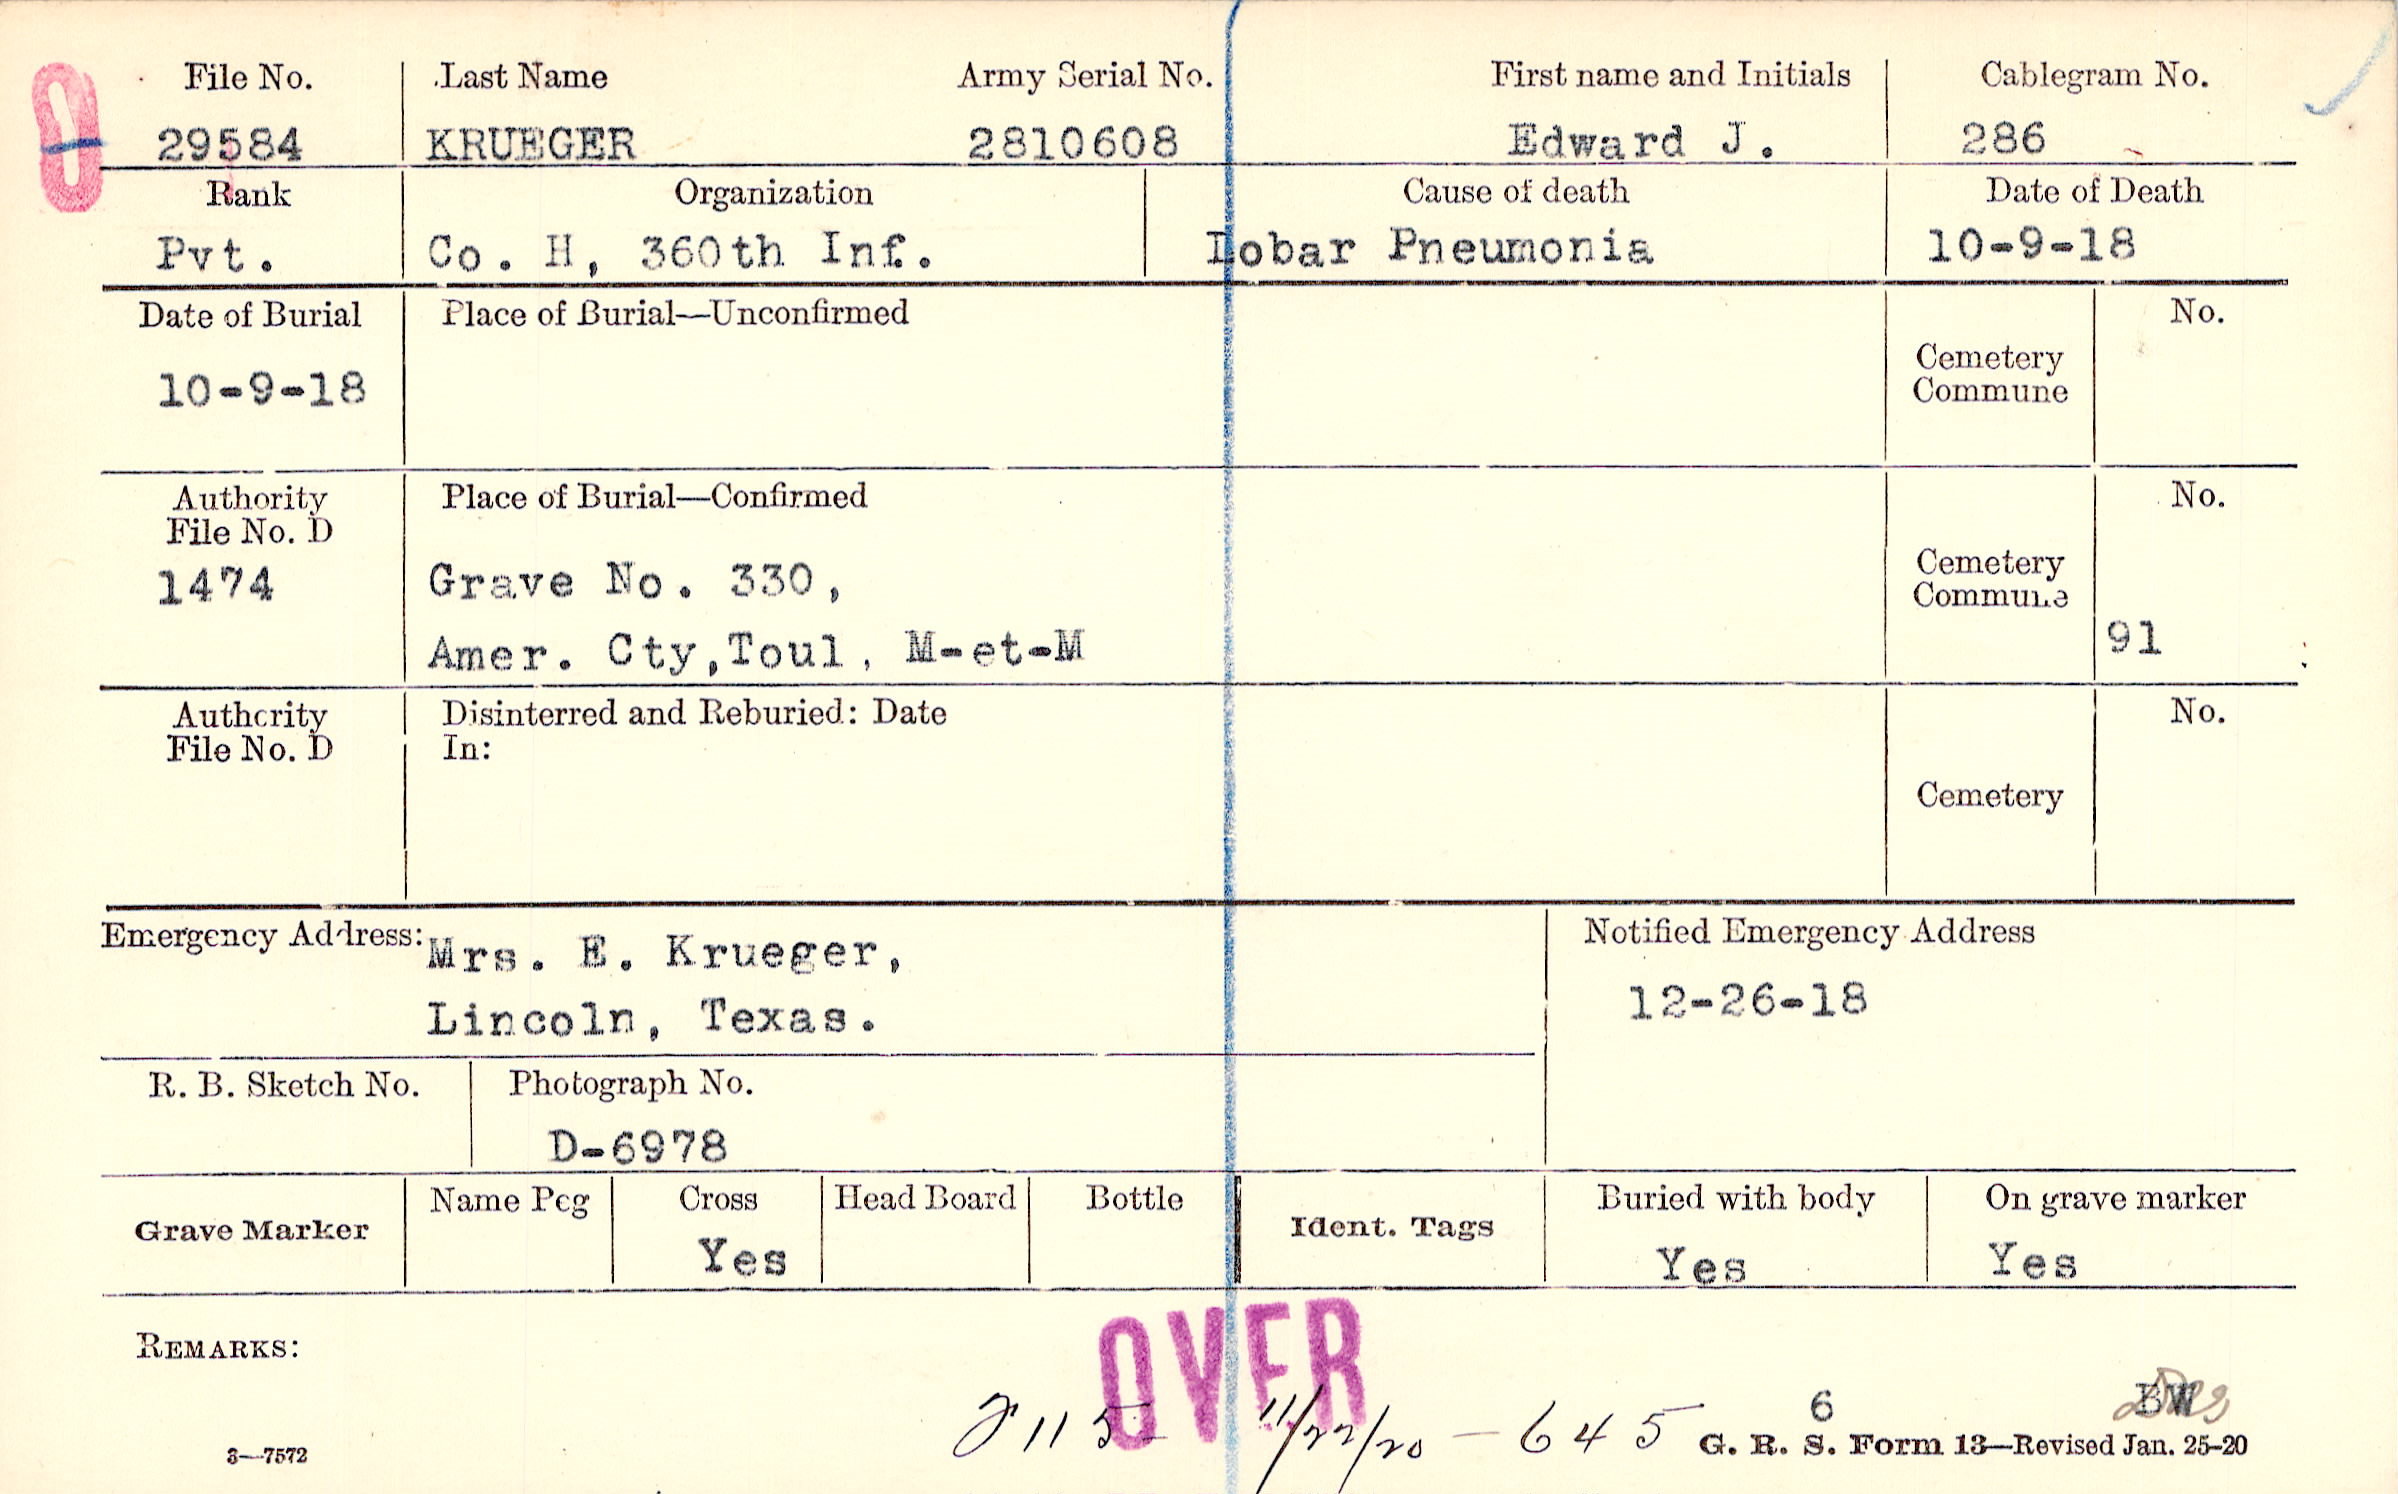 File No. Last Name Army Serial No. First name and Initials Cablegram No.
29584 KRUEGER 2810608 Edward J. 286
Rank Organization Cause of death Date of Death
Pvt. Co. H, 360th Inf. Lobar Pneumonia 10-9-18
Date of Burial Place of Burial—Unconfirmed No.
Cemetery
Commune
10-9-18
Authority Place of Burial—Confirmed No.
File No. D
1474 Grave No. 330, Cemetery
Commune
Amer. Cty,Toul, M-et-M 91
Authority Disinterred and Reburied: Date No.
File No. D In:
Cemetery
Emergency Address: Mrs. E. Krueger, Notified Emergency Address
Lincoln, Texas. 12-26-18
R. B. Sketch No. Photograph No.
D-6978
Grave Marker Name Peg Cross Head Board Bottle Ident. Tags Buried with body On grave marker
Yes Yes Yes
OVER
REMARKS:
115 11/22/20 - 645 6 BW
3—7572 G. R. S. Form 13—Revised Jan. 25-20